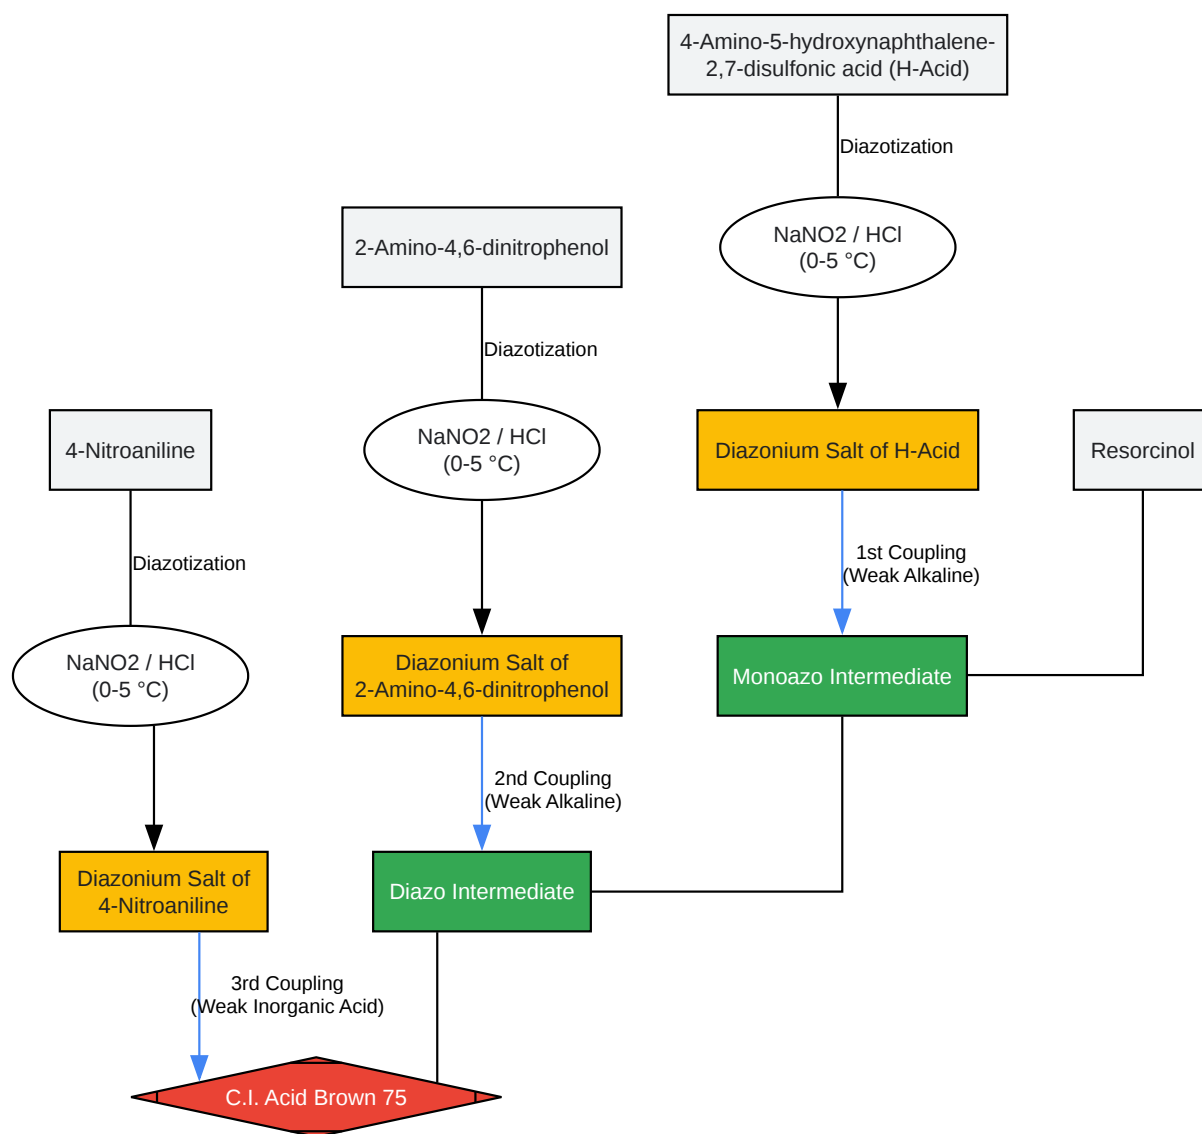 4-Amino-5-hydroxynaphthalene-
2,7-disulfonic acid (H-Acid)
Diazotization
2-Amino-4,6-dinitrophenol
NaNO2 / HCl
(0-5 °C)
Diazotization
4-Nitroaniline
NaNO2 / HCl
(0-5 °C)
Diazonium Salt of H-Acid
Resorcinol
Diazotization
1st Coupling
(Weak Alkaline)
NaNO2 / HCl
(0-5 °C)
Diazonium Salt of
2-Amino-4,6-dinitrophenol
Monoazo Intermediate
2nd Coupling
(Weak Alkaline)
Diazonium Salt of
4-Nitroaniline
Diazo Intermediate
3rd Coupling
(Weak Inorganic Acid)
C.I. Acid Brown 75